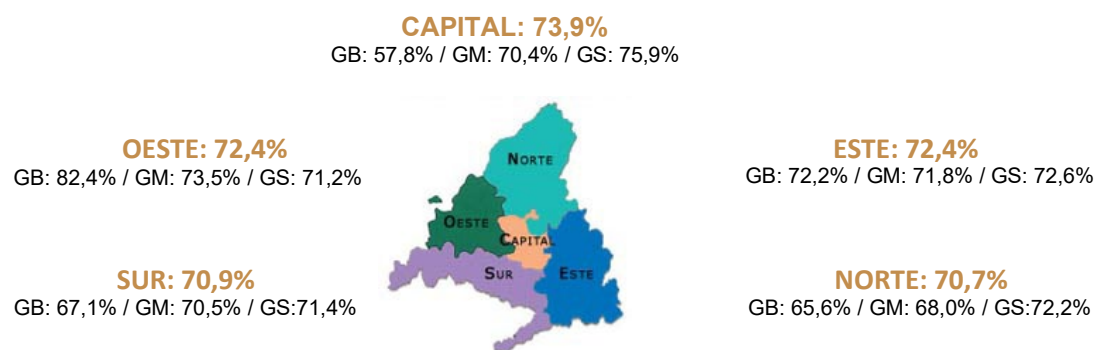 CAPITAL: 73,9%
GB: 57,8% / GM: 70,4% / GS: 75,9%
OESTE: 72,4%
GB: 82,4% / GM: 73,5% / GS: 71,2%
ESTE: 72,4%
GB: 72,2% / GM: 71,8% / GS: 72,6%
NORTE
OESTE
CAPITAL
SUR
ESTE
SUR: 70,9%
GB: 67,1% / GM: 70,5% / GS:71,4%
NORTE: 70,7%
GB: 65,6% / GM: 68,0% / GS:72,2%